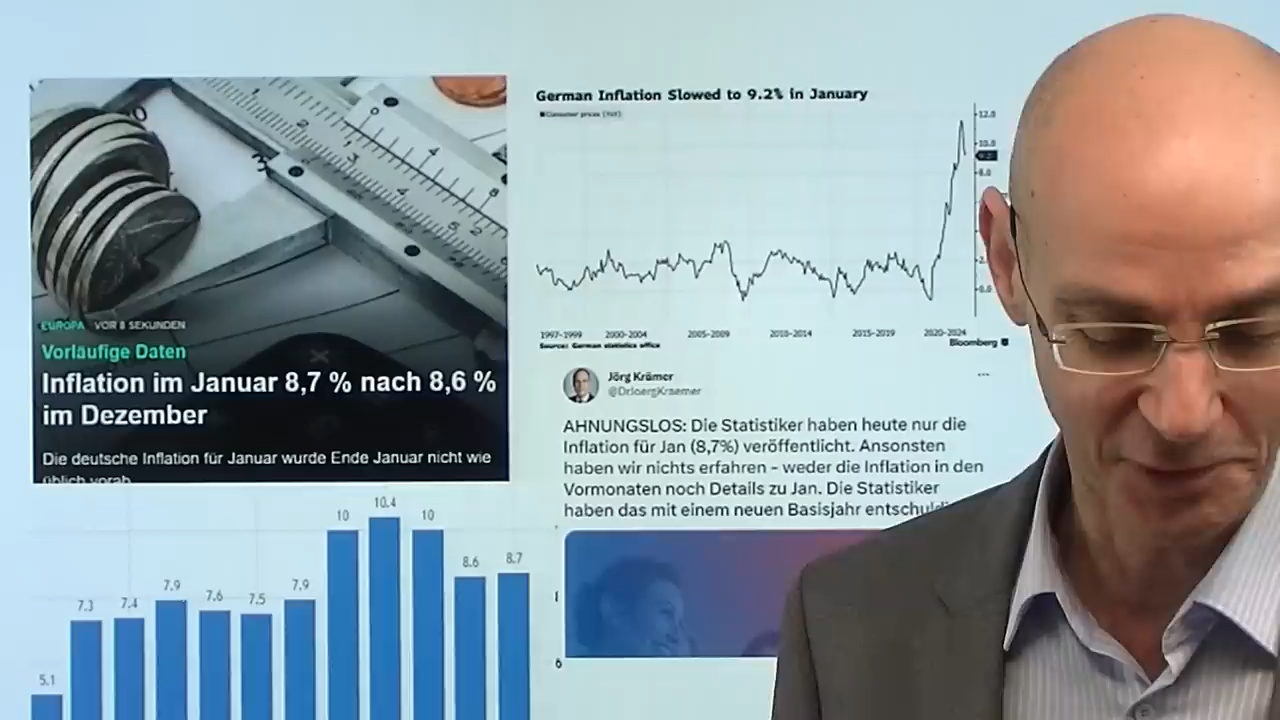 EUROPA VOR 8 SEKUNDEN
Vorläufige Daten
Inflation im Januar 8,7 % nach 8,6 %
im Dezember
Die deutsche Inflation für Januar wurde Ende Januar nicht wie
üblich vorab
German Inflation Slowed to 9.2% in January
Consumer prices (YoY)
12.0
10.0
9.2
8.0
0.0
1997-1999 2000-2004 2005-2009 2010-2014 2015-2019 2020-2024
Source: German statistics office
Bloomberg
Jörg Krämer
@DrJoergKraemer
AHNUNGSLOS: Die Statistiker haben heute nur die
Inflation für Jan (8,7%) veröffentlicht. Ansonsten
haben wir nichts erfahren – weder die Inflation in den
Vormonaten noch Details zu Jan. Die Statistiker
haben das mit einem neuen Basisjahr
5.1
7.3
7.4
7.9
7.6
7.5
7.9
10
10.4
10
8.6
8.7
6